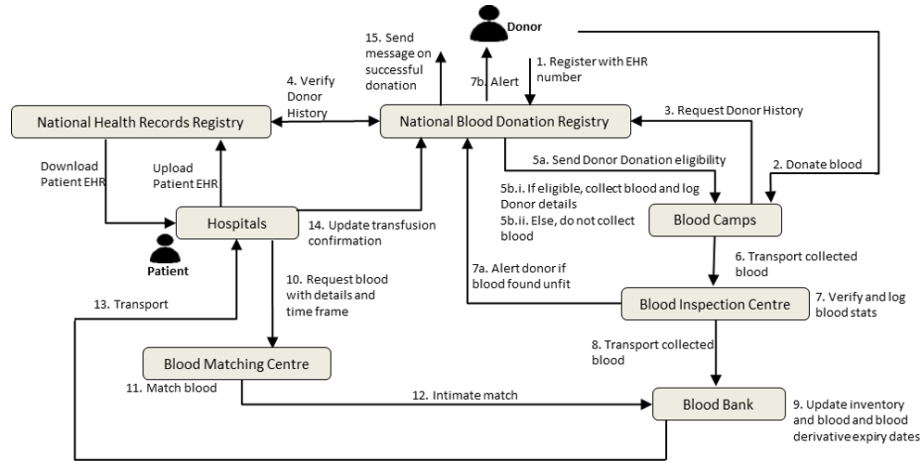 Donor
15. Send
message on
successful
donation
7b. Alert
1. Register with EHR
number
4. Verify
Donor
History
National Health Records Registry
National Blood Donation Registry
3. Request Donor History
Download
Patient EHR
Upload
Patient EHR
5a. Send Donor Donation eligibility
2. Donate blood
5b.i. If eligible, collect blood and log
Donor details
5b.ii. Else, do not collect
blood
Hospitals
14. Update transfusion
confirmation
Blood Camps
Patient
6. Transport collected
blood
10. Request blood
with details and
time frame
7a. Alert donor if
blood found unfit
13. Transport
Blood Inspection Centre
7. Verify and log
blood stats
8. Transport collected
blood
Blood Matching Centre
11. Match blood
12. Intimate match
Blood Bank
9. Update inventory
and blood and blood
derivative expiry dates